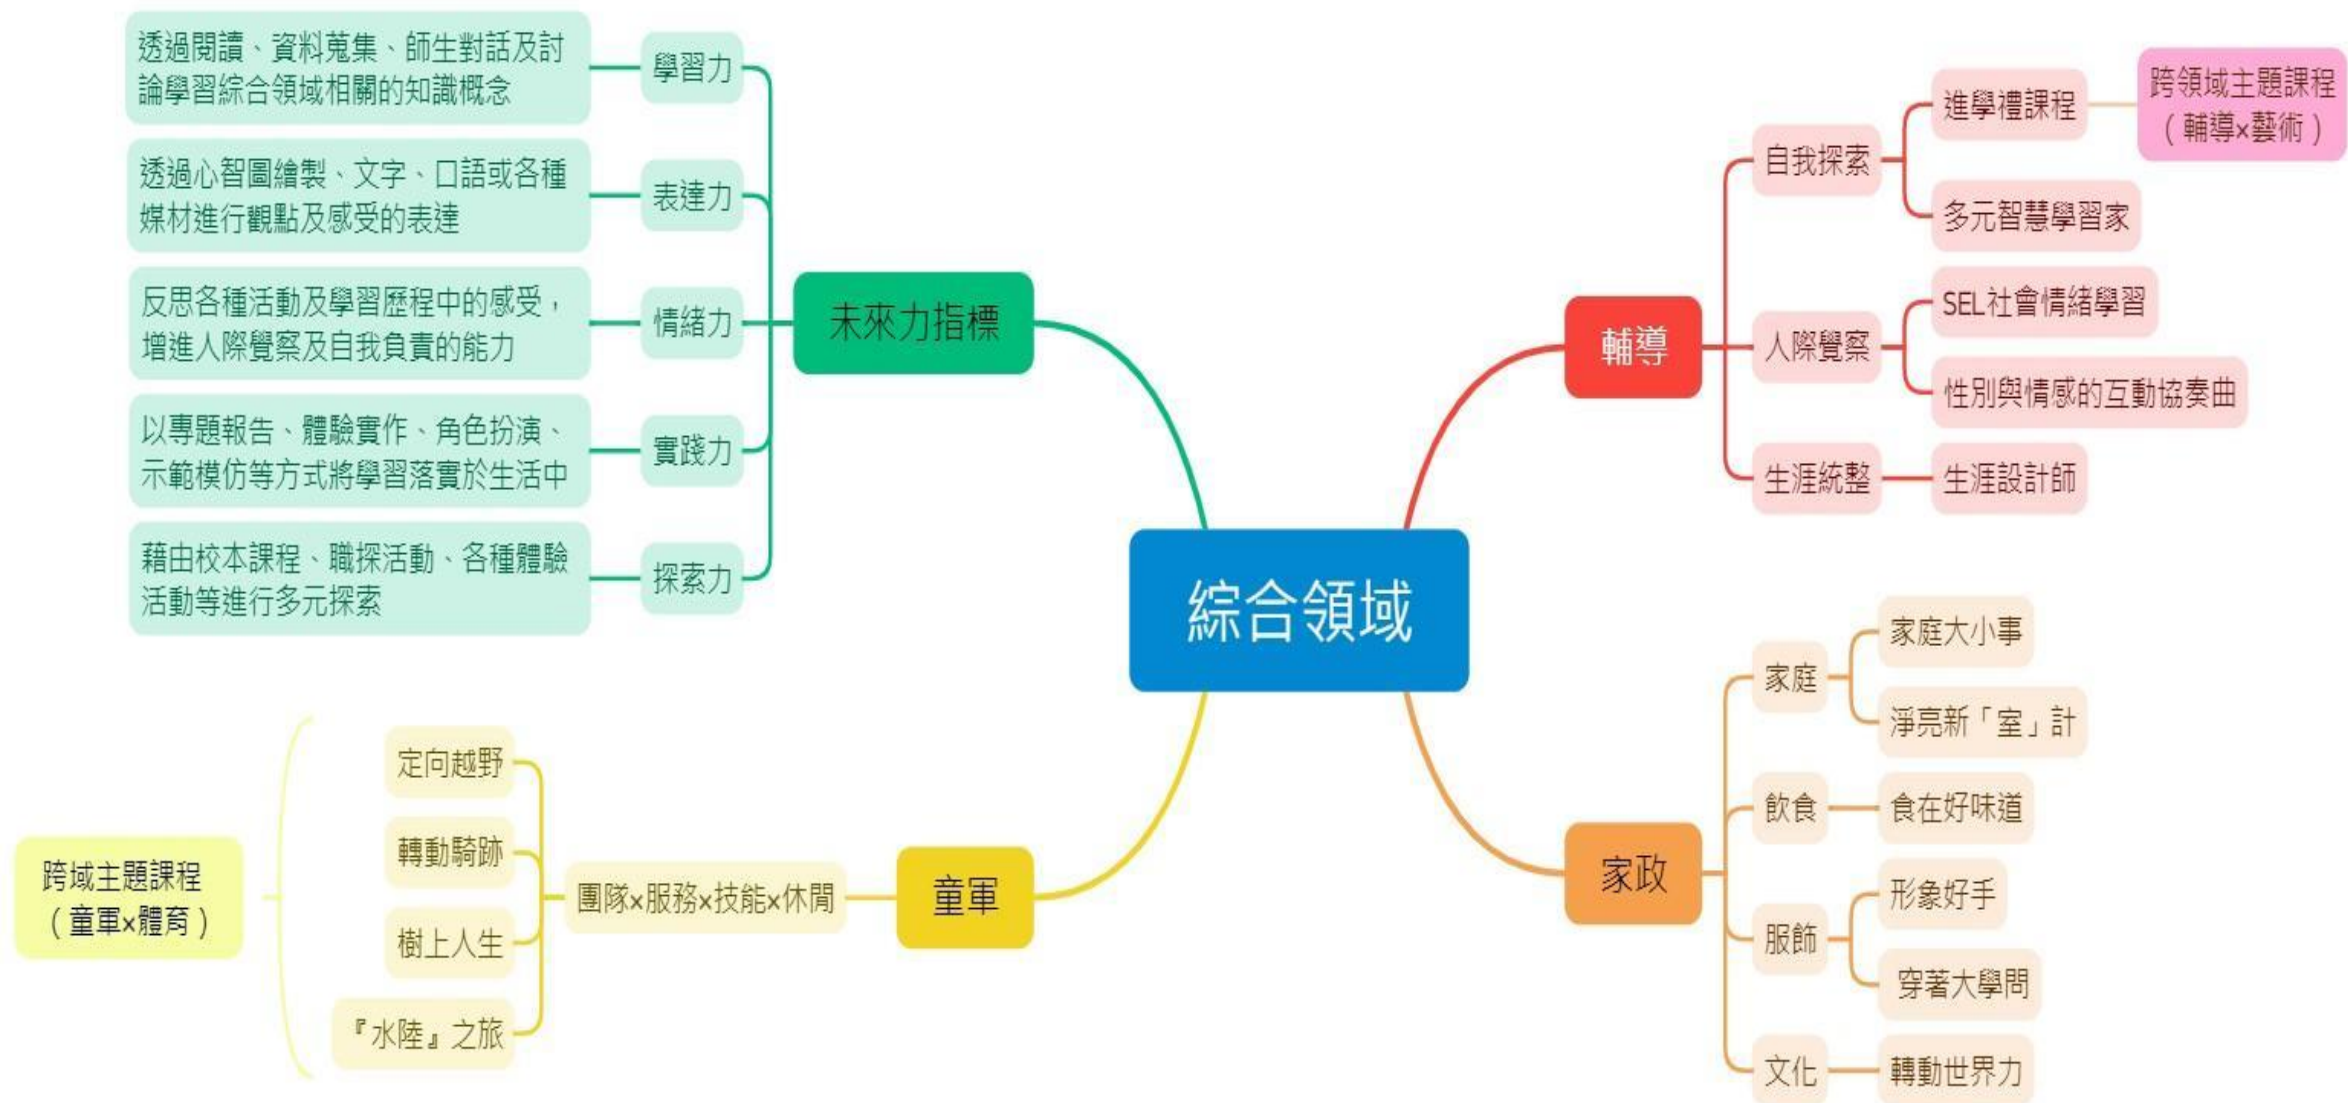 綜合領域
未來力指標
學習力
透過閱讀、資料蒐集、師生對話及討
論學習綜合領域相關的知識概念
表達力
透過心智圖繪製、文字、口語或各種
媒材進行觀點及感受的表達
情緒力
反思各種活動及學習歷程中的感受，
增進人際覺察及自我負責的能力
實踐力
以專題報告、體驗實作、角色扮演、
示範模仿等方式將學習落實於生活中
探索力
藉由校本課程、職探活動、各種體驗
活動等進行多元探索
輔導
自我探索
進學禮課程
跨領域主題課程
（輔導×藝術）
多元智慧學習家
人際覺察
SEL社會情緒學習
性別與情感的互動協奏曲
生涯統整
生涯設計師
童軍
團隊×服務×技能×休閒
定向越野
轉動騎跡
樹上人生
『水陸』之旅
跨域主題課程
（童軍×體育）
家政
家庭
家庭大小事
淨亮新「室」計
飲食
食在好味道
服飾
形象好手
穿著大學問
文化
轉動世界力